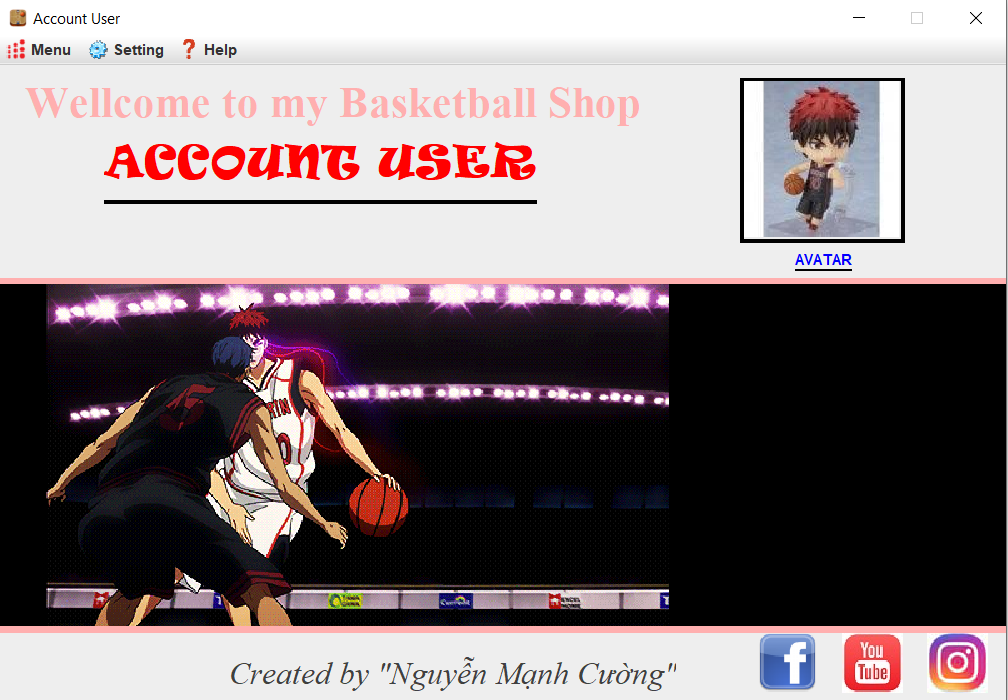 Account User
Menu Setting Help
Wellcome to my Basketball Shop
ACCOUNT USER
AVATAR
Created by "Nguyễn Mạnh Cường"
You
Tube